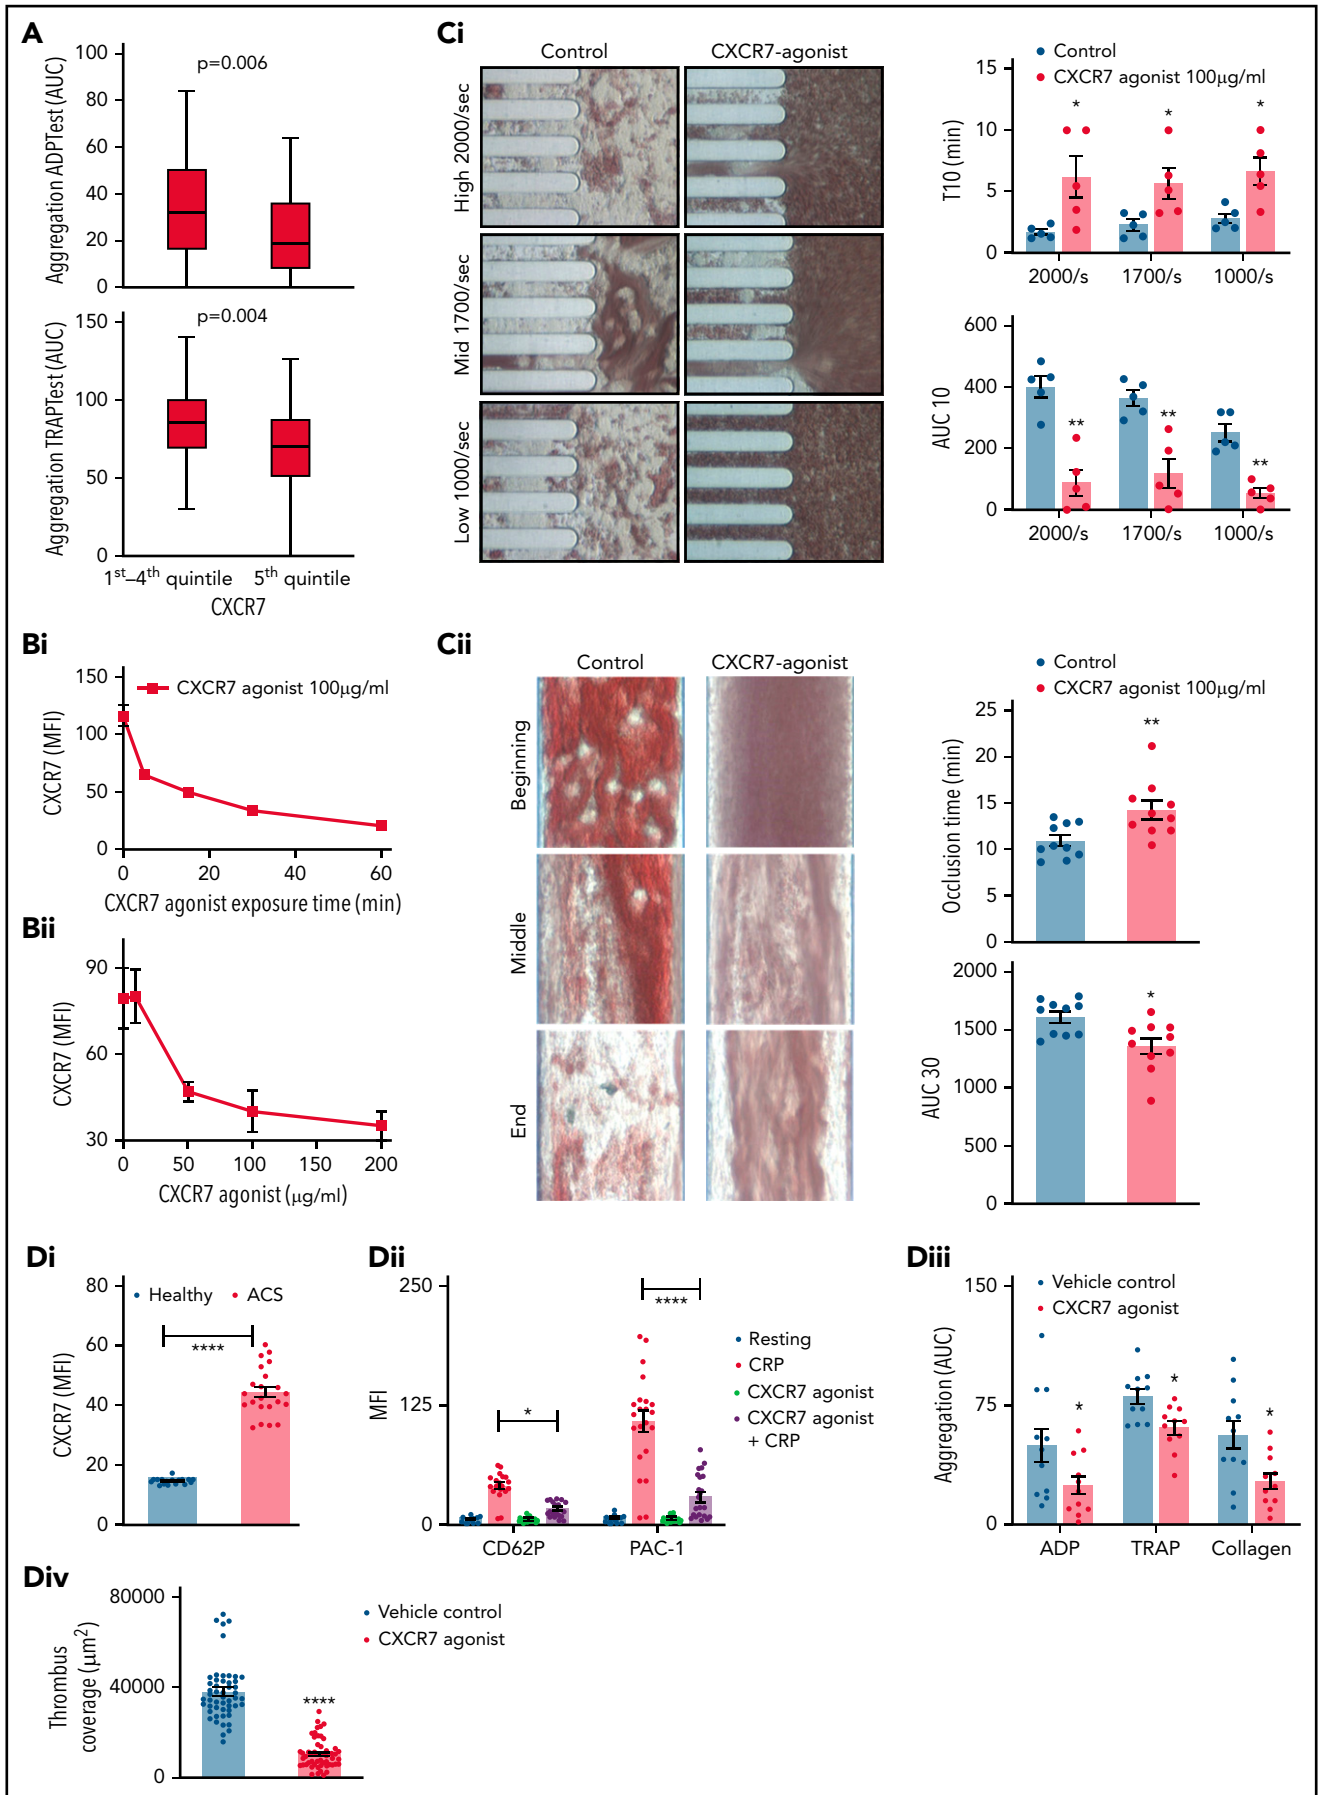 A
Aggregation ADPTest (AUC)
100
80
60
40
20
0
p=0.006
Aggregation TRAPTest (AUC)
150
100
50
0
p=0.004
1st–4th quintile 5th quintile
CXCR7
Bi
CXCR7 (MFI)
150
100
50
0
CXCR7 agonist 100μg/ml
0 20 40 60
CXCR7 agonist exposure time (min)
Bii
CXCR7 (MFI)
90
60
30
0 50 100 150 200
CXCR7 agonist (μg/ml)
Ci
Control CXCR7-agonist
High 2000/sec
Mid 1700/sec
Low 1000/sec
Control
CXCR7 agonist 100μg/ml
T10 (min)
15
10
5
0
* * *
2000/s 1700/s 1000/s
AUC 10
600
400
200
0
** ** **
2000/s 1700/s 1000/s
Cii
Control CXCR7-agonist
Beginning
Middle
End
Control
CXCR7 agonist 100μg/ml
Occlusion time (min)
25
20
15
10
5
0
**
AUC 30
2000
1500
1000
500
0
*
Di
CXCR7 (MFI)
80
60
40
20
0
Healthy ACS
****
Dii
MFI
250
125
0
*
****
CD62P PAC-1
Resting
CRP
CXCR7 agonist
CXCR7 agonist
+ CRP
Diii
Aggregation (AUC)
150
75
0
Vehicle control
CXCR7 agonist
* * *
ADP TRAP Collagen
Div
Thrombus
coverage (μm2)
80000
40000
0
****
Vehicle control
CXCR7 agonist